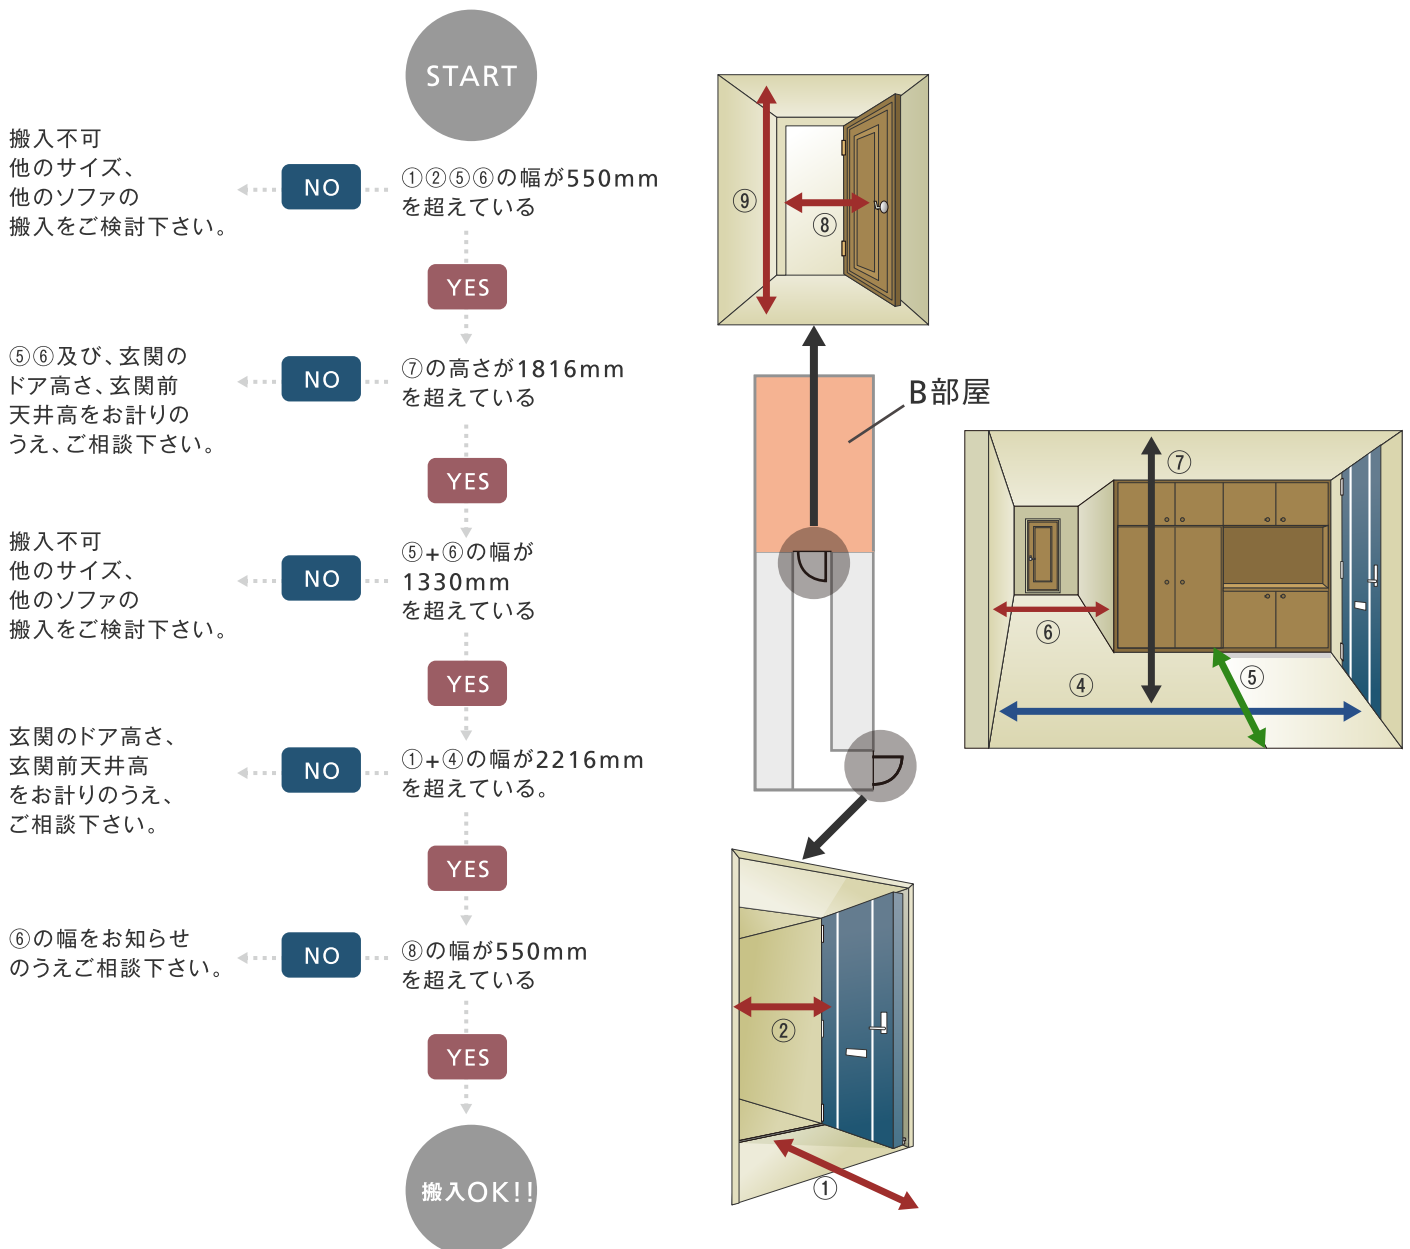 START
①②⑤⑥の幅が550mm
を超えている
NO
搬入不可
他のサイズ、
他のソファの
搬入をご検討下さい。
YES
⑦の高さが1816mm
を超えている
NO
⑤⑥及び、玄関の
ドア高さ、玄関前
天井高をお計りの
うえ、ご相談下さい。
YES
⑤+⑥の幅が
1330mm
を超えている
NO
搬入不可
他のサイズ、
他のソファの
搬入をご検討下さい。
YES
①+④の幅が2216mm
を超えている。
NO
玄関のドア高さ、
玄関前天井高
をお計りのうえ、
ご相談下さい。
YES
⑧の幅が550mm
を超えている
NO
⑥の幅をお知らせ
のうえご相談下さい。
YES
搬入OK!!
⑨
⑧
B部屋
⑦
⑥
④
⑤
②
①